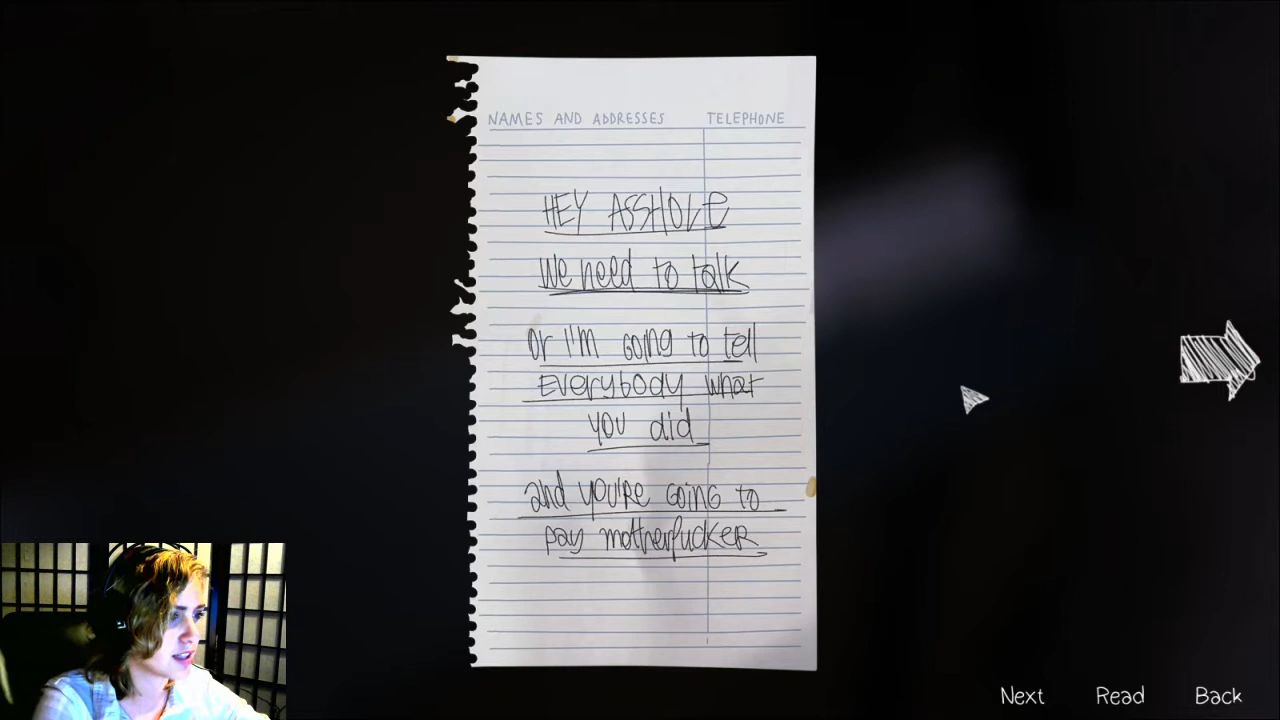 NAMES AND ADDRESSES TELEPHONE
HEY ASSHOLE
We need to talk
or I'm going to tell
Everybody what
you did
and you're going to
pay motherfucker
Next Read Back